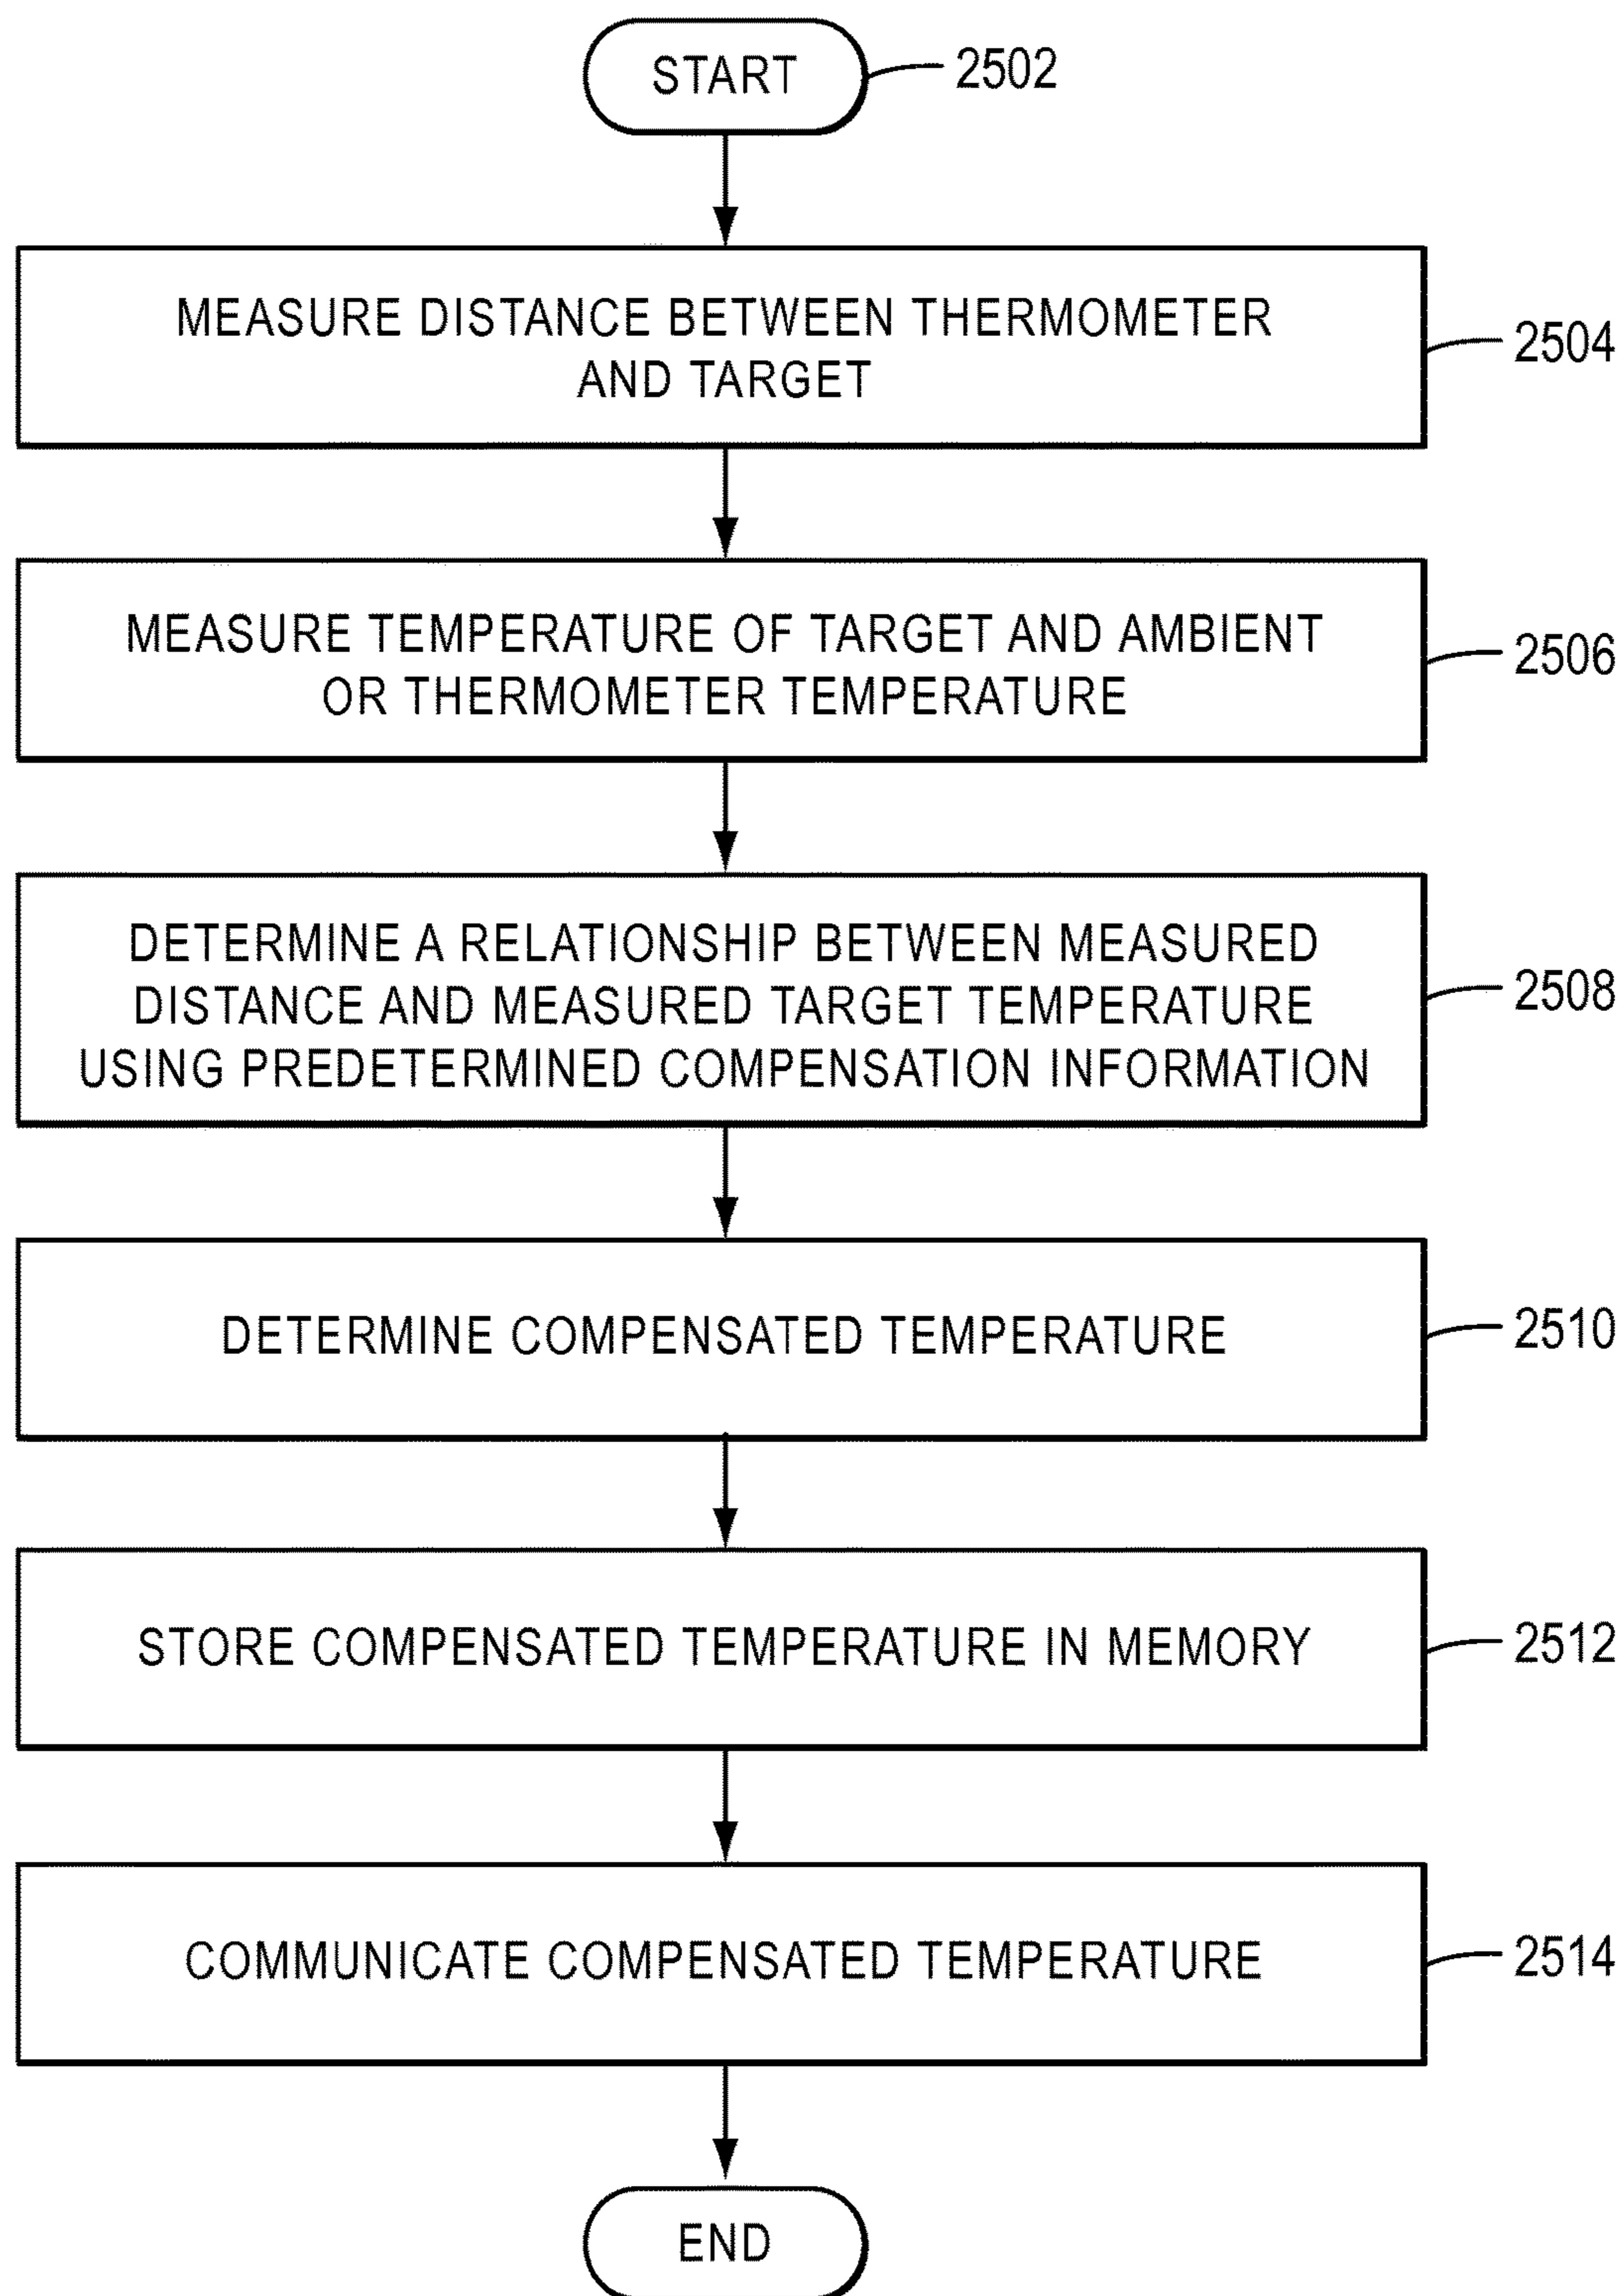 START
2502
MEASURE DISTANCE BETWEEN THERMOMETER
AND TARGET
2504
MEASURE TEMPERATURE OF TARGET AND AMBIENT
OR THERMOMETER TEMPERATURE
2506
DETERMINE A RELATIONSHIP BETWEEN MEASURED
DISTANCE AND MEASURED TARGET TEMPERATURE
USING PREDETERMINED COMPENSATION INFORMATION
2508
DETERMINE COMPENSATED TEMPERATURE
2510
STORE COMPENSATED TEMPERATURE IN MEMORY
2512
COMMUNICATE COMPENSATED TEMPERATURE
2514
END